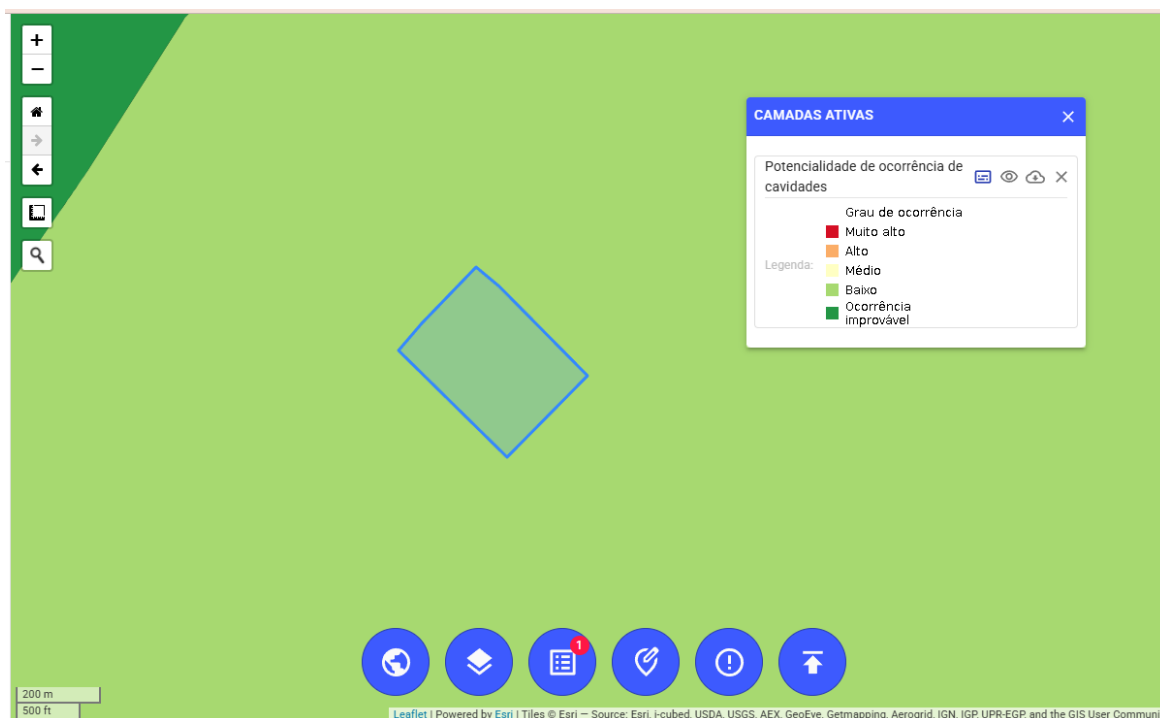 +
−
CAMADAS ATIVAS
Potencialidade de ocorrência de
cavidades
Grau de ocorrência
Muito alto
Alto
Legenda:
Médio
Baixo
Ocorrência
improvável
1
200 m
500 ft
Leaflet | Powered by Esri | Tiles © Esri — Source: Esri, i-cubed, USDA, USGS, AEX, GeoEye, Getmapping, Aerogrid, IGN, IGP, UPR-EGP, and the GIS User Communi